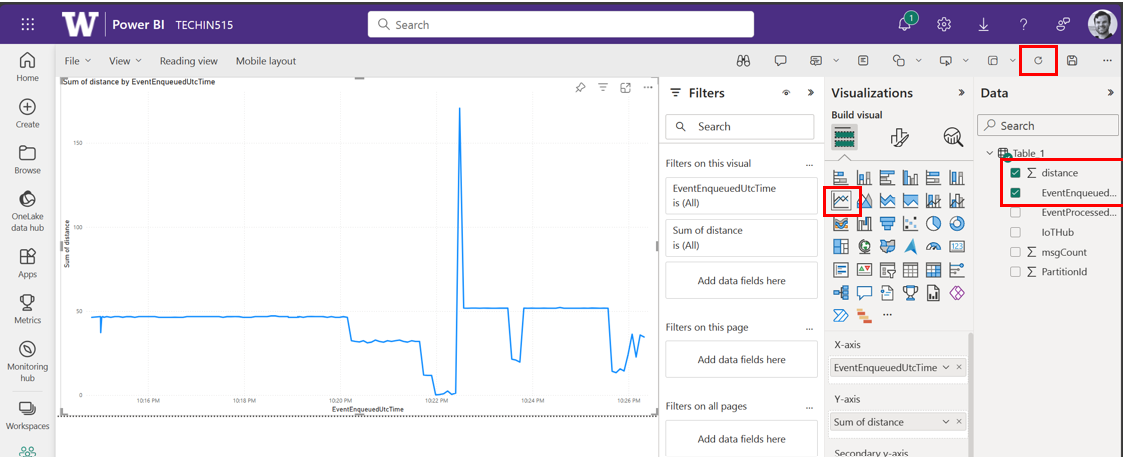 W Power BI TECHIN515
Search
1
File View Reading view Mobile layout
Home
Create
Browse
OneLake
data hub
Apps
Metrics
Monitoring
hub
Workspaces
Sum of distance by EventEnqueuedUtcTime
150
100
50
0
Sum of distance
10:16 PM 10:18 PM 10:20 PM 10:22 PM 10:24 PM 10:26 PM
EventEnqueuedUtcTime
Filters
Search
Filters on this visual ...
EventEnqueuedUtcTime
is (All)
Sum of distance
is (All)
Add data fields here
Filters on this page ...
Add data fields here
Filters on all pages ...
Add data fields here
Visualizations
Build visual
123
...
X-axis
EventEnqueuedUtcTime
Y-axis
Sum of distance
Secondary y-axis
Data
Search
Table_1
distance
EventEnqueued...
EventProcessed...
IoTHub
msgCount
PartitionId